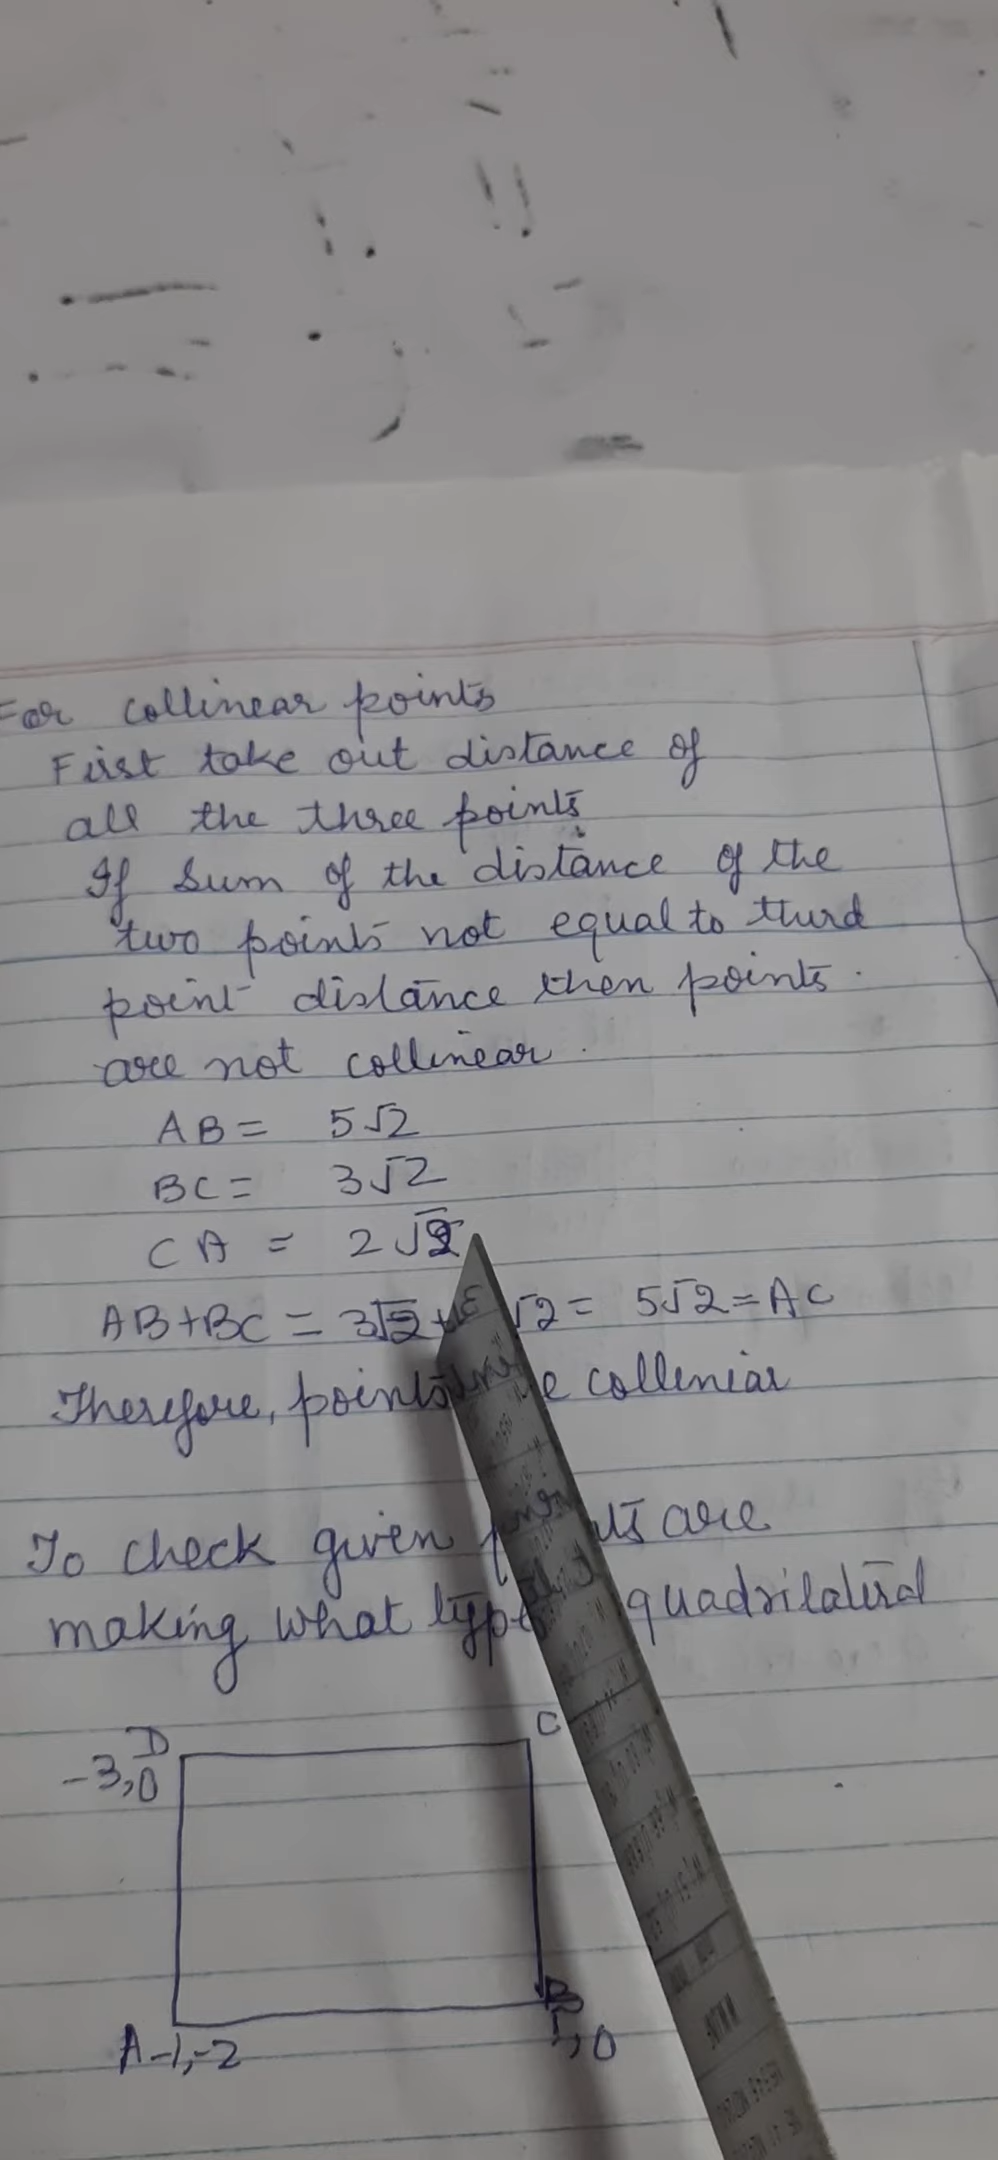 For collinear points
First take out distance of
all the three points
If sum of the distance of the
two points not equal to third
point distance then points
are not collinear.
AB = 5√2
BC = 3√2
CA = 2√2
AB+BC = 3√2 + √2 = 5√2 = AC
Therefore, points colleniar
To check given are
making what type quadrilateral
D C
-3,0
B
A -1,-2 1,0